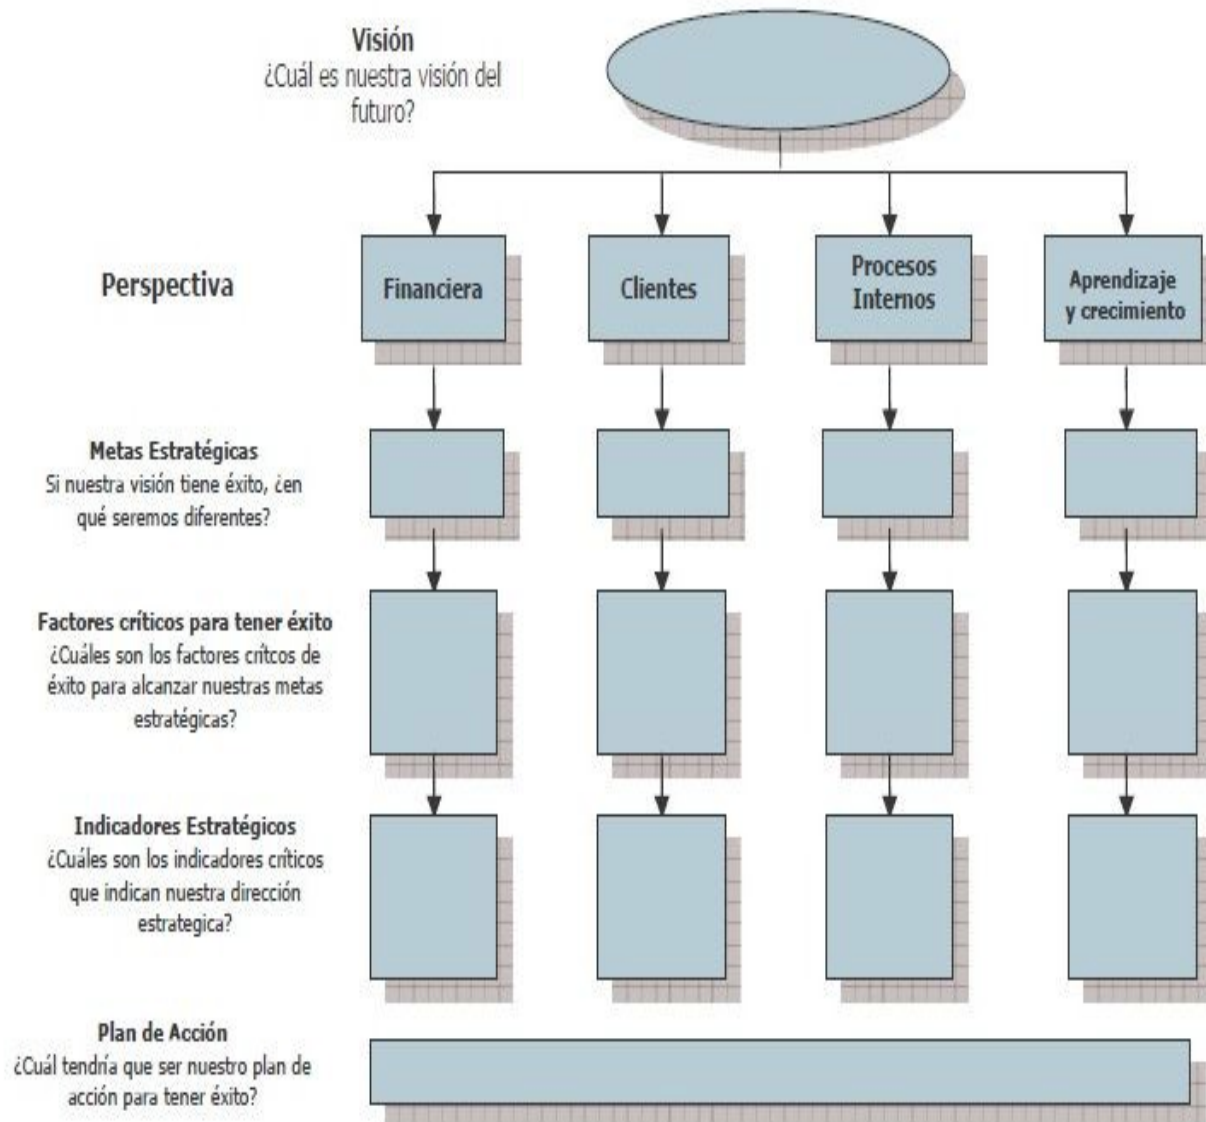 Visión
¿Cuál es nuestra visión del
futuro?
Perspectiva
Financiera
Clientes
Procesos
Internos
Aprendizaje
y crecimiento
Metas Estratégicas
Si nuestra visión tiene éxito, ¿en
qué seremos diferentes?
Factores críticos para tener éxito
¿Cuáles son los factores crítcos de
éxito para alcanzar nuestras metas
estratégicas?
Indicadores Estratégicos
¿Cuáles son los indicadores críticos
que indican nuestra dirección
estrategica?
Plan de Acción
¿Cuál tendría que ser nuestro plan de
acción para tener éxito?